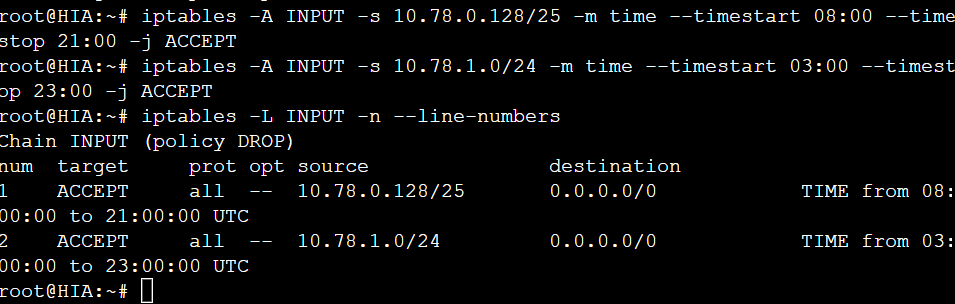 root@HIA:~# iptables -A INPUT -s 10.78.0.128/25 -m time --timestart 08:00 --time
stop 21:00 -j ACCEPT
root@HIA:~# iptables -A INPUT -s 10.78.1.0/24 -m time --timestart 03:00 --timest
op 23:00 -j ACCEPT
root@HIA:~# iptables -L INPUT -n --line-numbers
Chain INPUT (policy DROP)
num  target     prot opt source               destination
1    ACCEPT     all  --  10.78.0.128/25       0.0.0.0/0            TIME from 08:
00:00 to 21:00:00 UTC
2    ACCEPT     all  --  10.78.1.0/24         0.0.0.0/0            TIME from 03:
00:00 to 23:00:00 UTC
root@HIA:~#